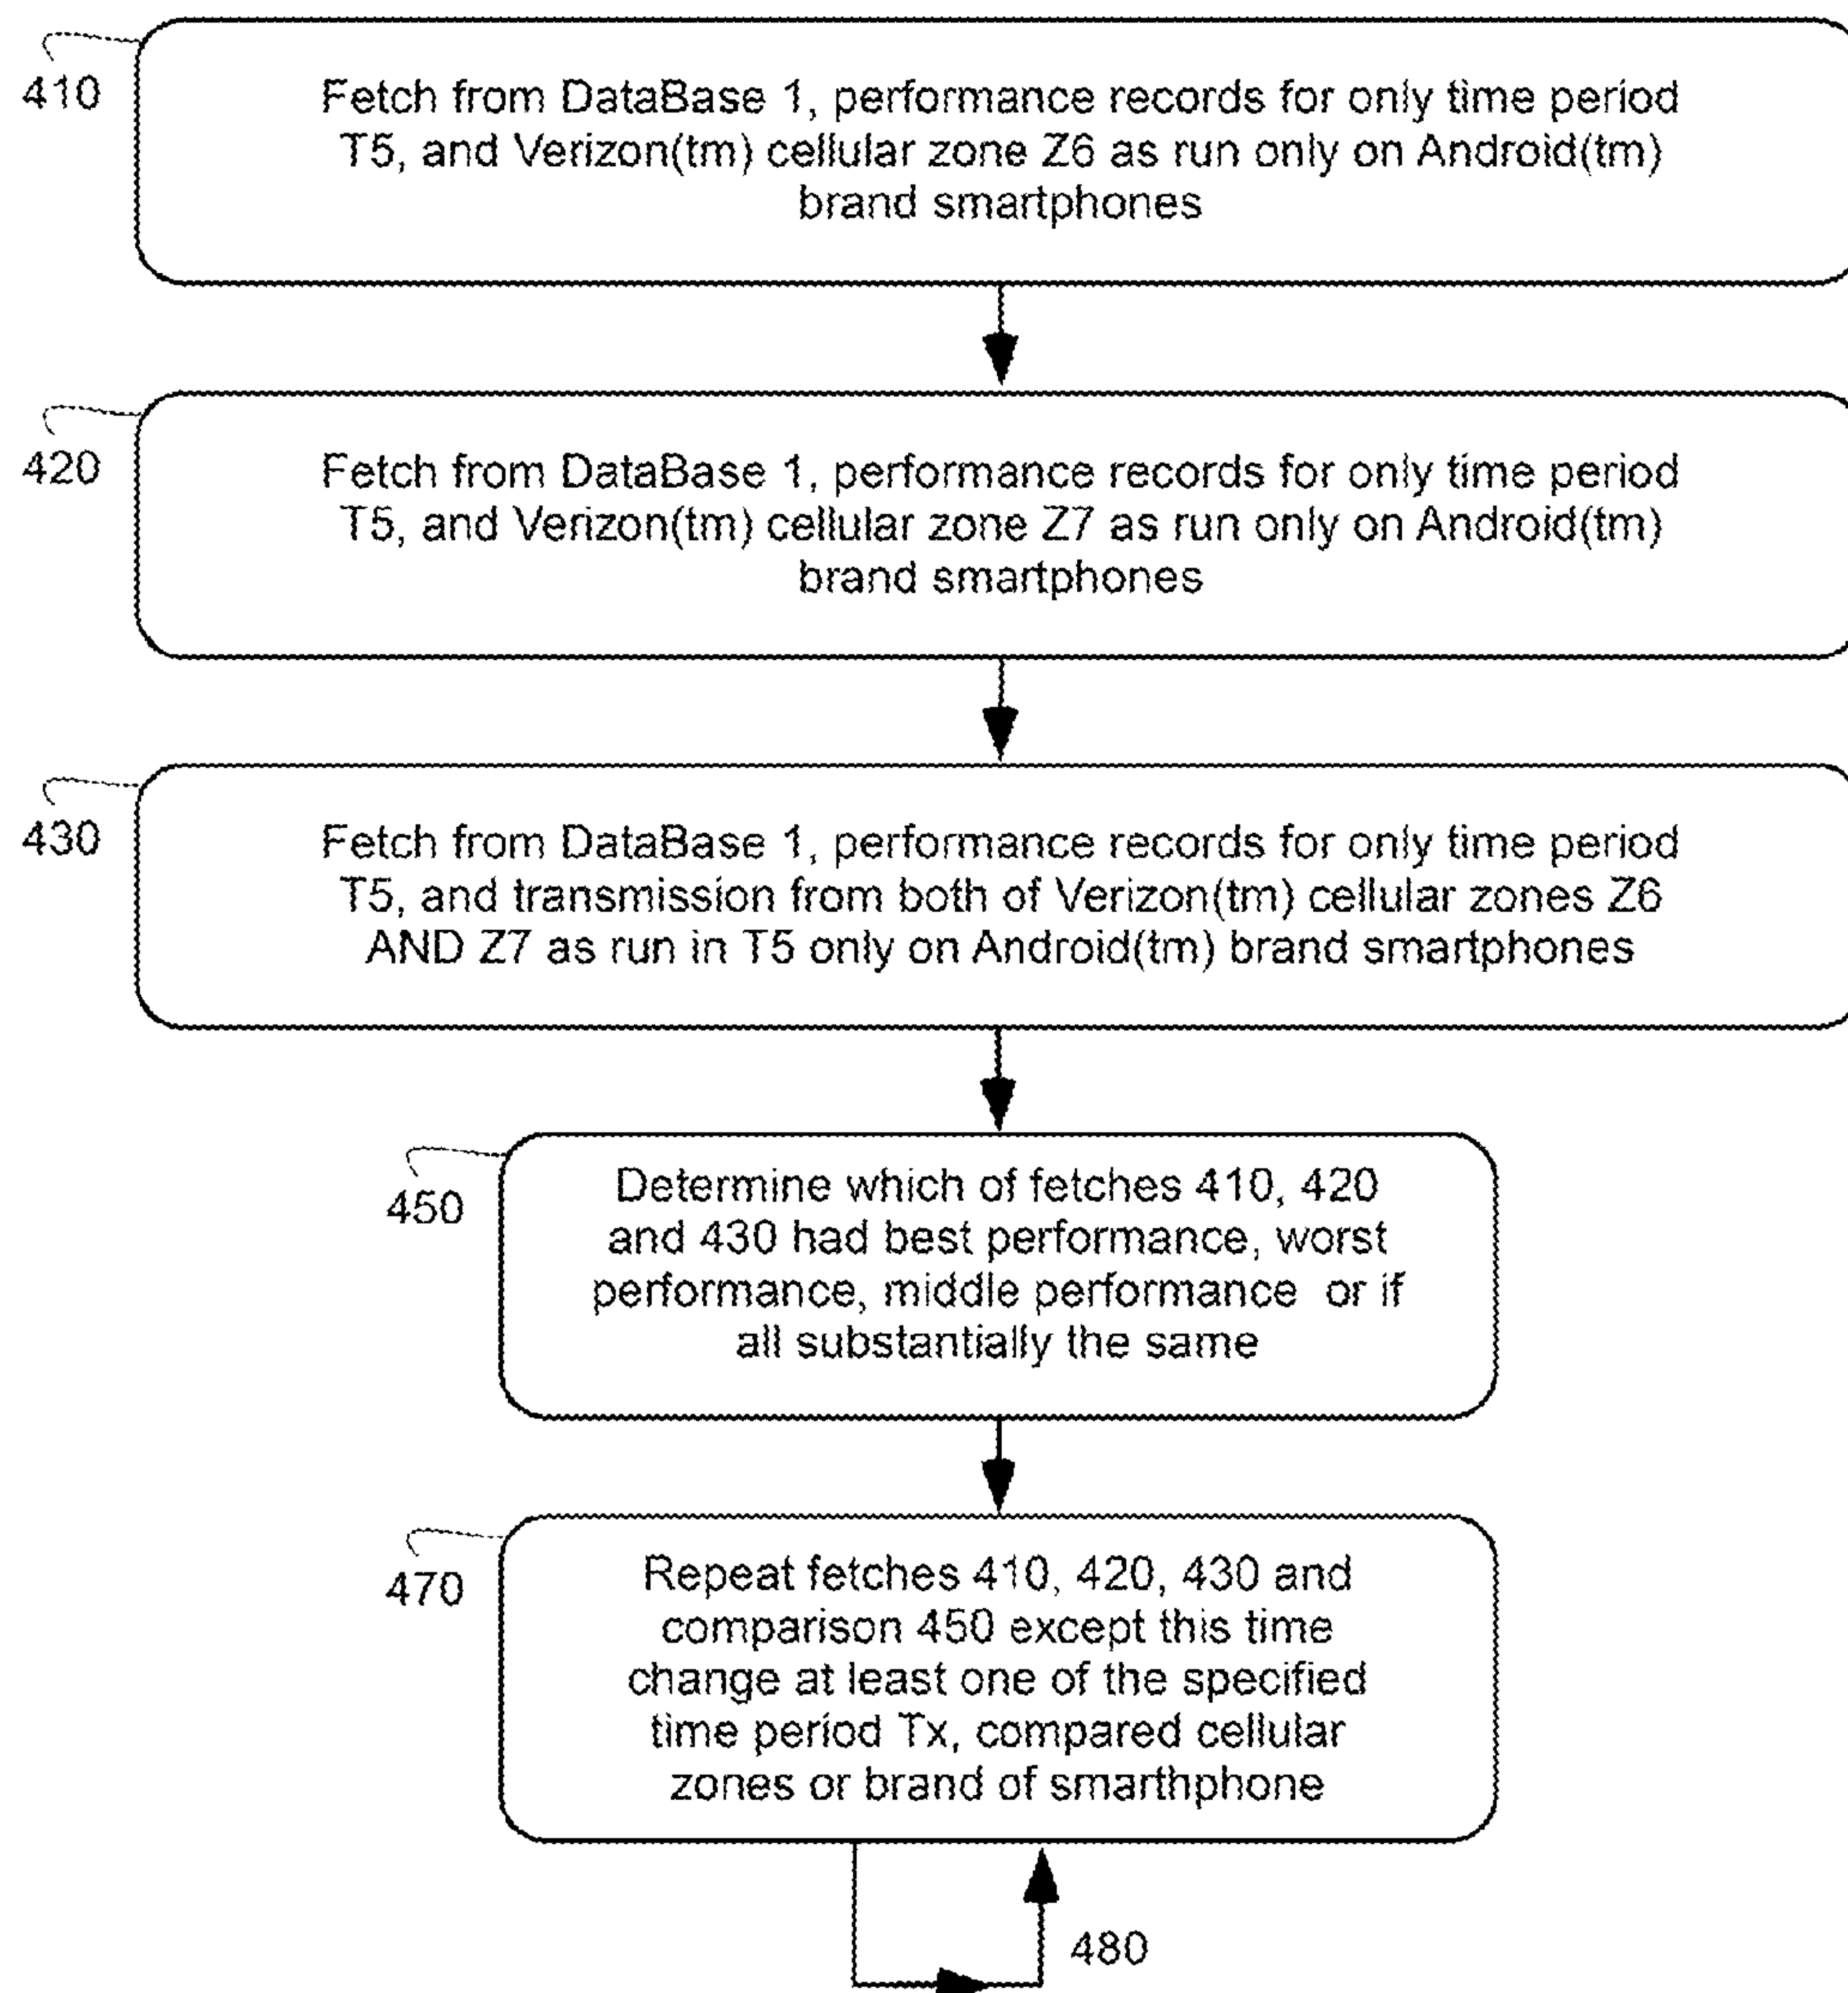 410
Fetch from DataBase 1, performance records for only time period
T5, and Verizon(tm) cellular zone Z6 as run only on Android(tm)
brand smartphones
420
Fetch from DataBase 1, performance records for only time period
T5, and Verizon(tm) cellular zone Z7 as run only on Android(tm)
brand smartphones
430
Fetch from DataBase 1, performance records for only time period
T5, and transmission from both of Verizon(tm) cellular zones Z6
AND Z7 as run in T5 only on Android(tm) brand smartphones
450
Determine which of fetches 410, 420
and 430 had best performance, worst
performance, middle performance or if
all substantially the same
470
Repeat fetches 410, 420, 430 and
comparison 450 except this time
change at least one of the specified
time period Tx, compared cellular
zones or brand of smarthphone
480